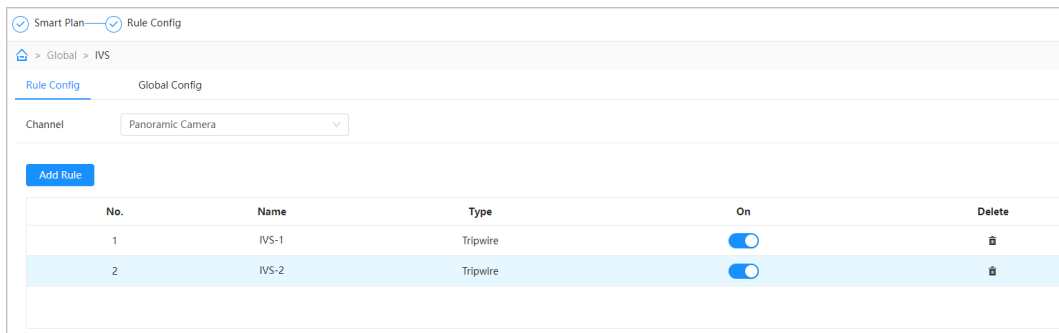 Smart Plan Rule Config
> Global > IVS
Rule Config Global Config
Channel Panoramic Camera
Add Rule
No. Name Type On Delete
1 IVS-1 Tripwire
2 IVS-2 Tripwire